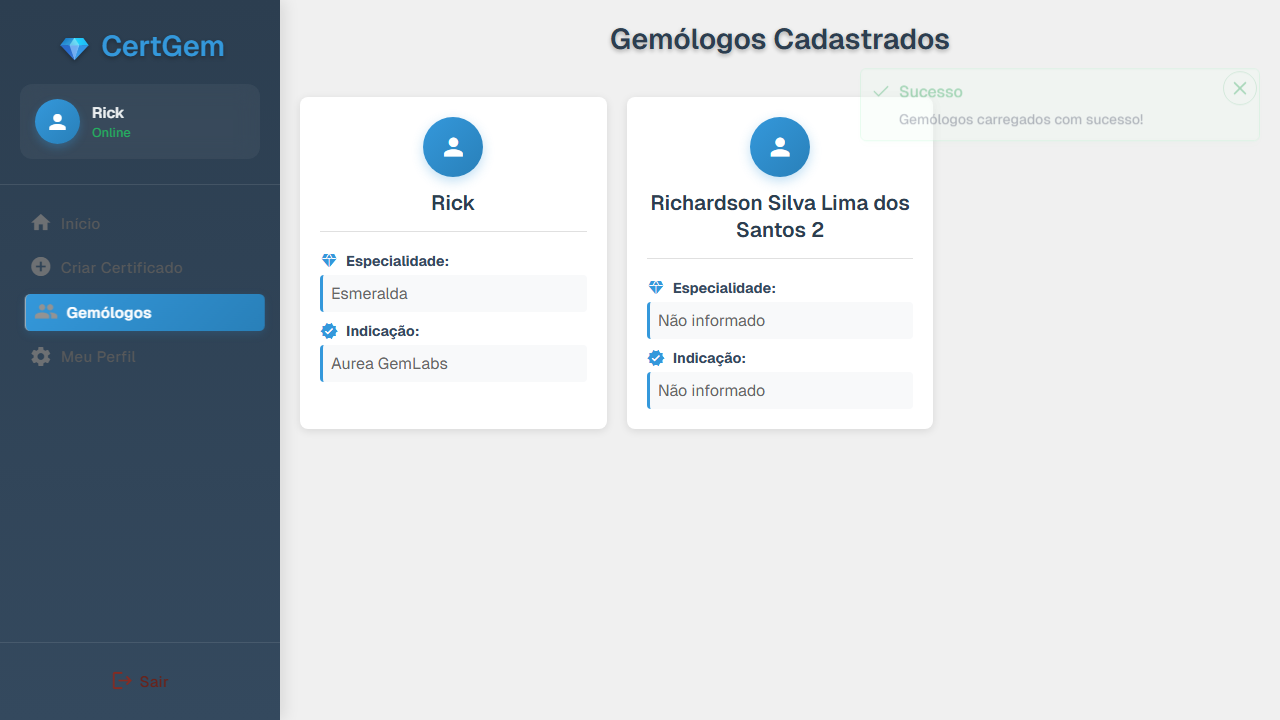 CertGem
Rick
Online
Início
Criar Certificado
Gemólogos
Meu Perfil
Sair
Gemólogos Cadastrados
Sucesso
Gemólogos carregados com sucesso!
Rick
Especialidade:
Esmeralda
Indicação:
Aurea GemLabs
Richardson Silva Lima dos
Santos 2
Especialidade:
Não informado
Indicação:
Não informado